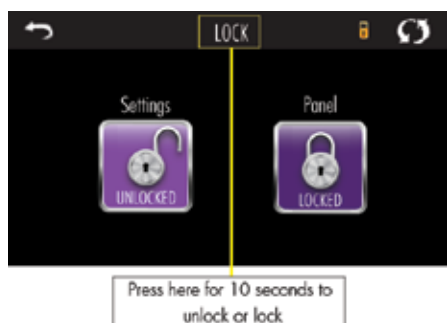 LOCK
Settings Panel
UNLOCKED LOCKED
Press here for 10 seconds to
unlock or lock